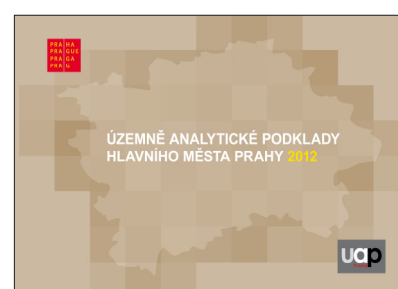 PRA HA
PRA GUE
PRA GA
PRA G
ÚZEMNĚ ANALYTICKÉ PODKLADY
HLAVNÍHO MĚSTA PRAHY 2012
uap